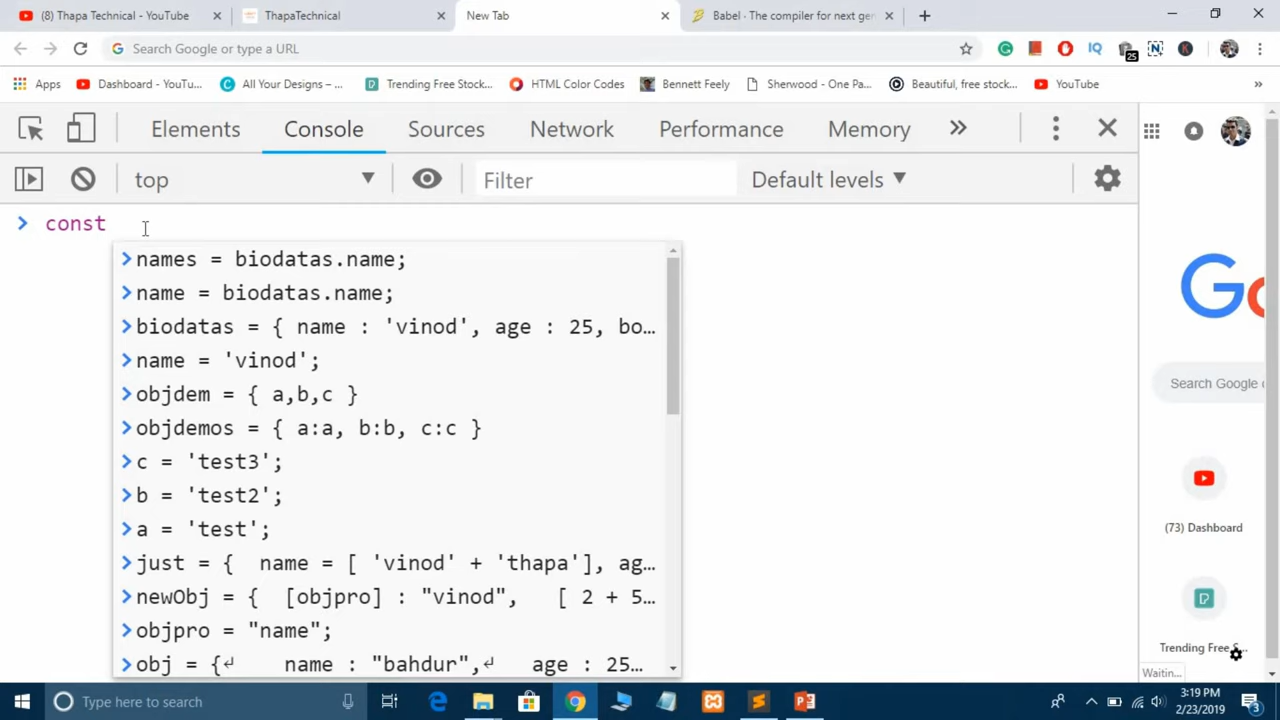 (8) Thapa Technical - YouTube
ThapaTechnical
New Tab
Babel · The compiler for next gen
Search Google or type a URL
25
Apps
Dashboard - YouTu...
All Your Designs – ...
Trending Free Stock...
HTML Color Codes
Bennett Feely
Sherwood - One Pa...
Beautiful, free stock...
YouTube
»
Elements
Console
Sources
Network
Performance
Memory
»
top
Filter
Default levels
> const
>names = biodatas.name;
>name = biodatas.name;
>biodatas = { name : 'vinod', age : 25, bo…
>name = 'vinod';
>objdem = { a,b,c }
>objdemos = { a:a, b:b, c:c }
>c = 'test3';
>b = 'test2';
>a = 'test';
>just = { name = [ 'vinod' + 'thapa'], ag…
>newObj = { [objpro] : "vinod", [ 2 + 5…
>objpro = "name";
>obj = {↵ name : "bahdur",↵ age : 25…
Search Google
(73) Dashboard
Trending Free S...
Waitin...
Type here to search
3:19 PM
2/23/2019
3